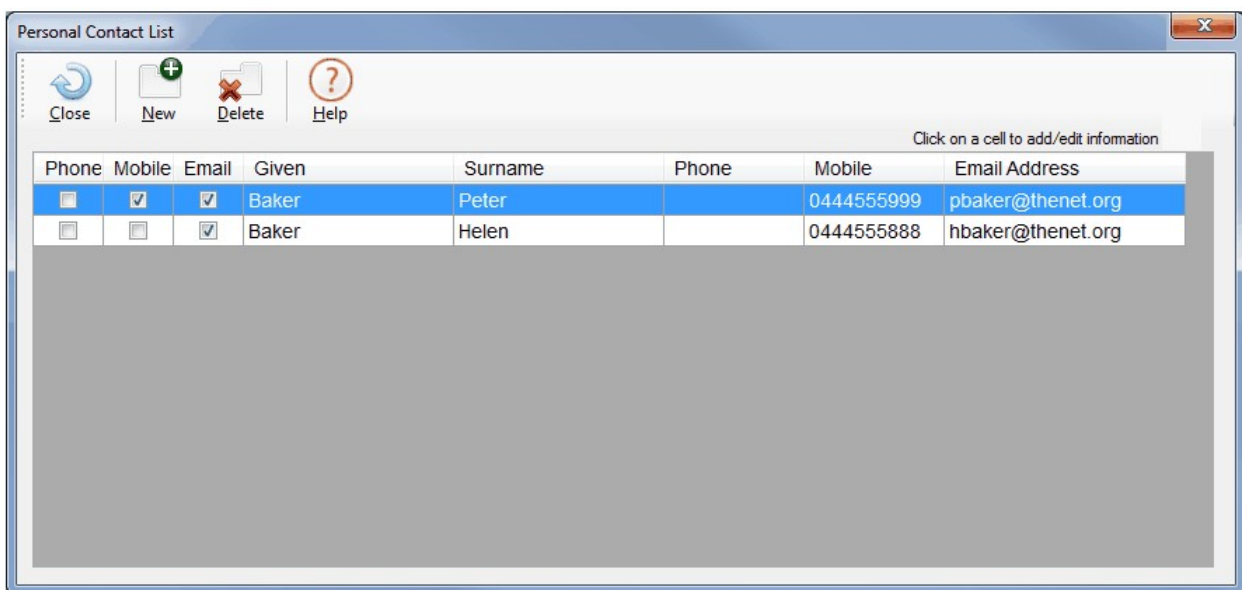 Personal Contact List
x
Close New Delete Help
Click on a cell to add/edit information
Phone Mobile Email Given Surname Phone Mobile Email Address
Baker Peter 0444555999 pbaker@thenet.org
Baker Helen 0444555888 hbaker@thenet.org